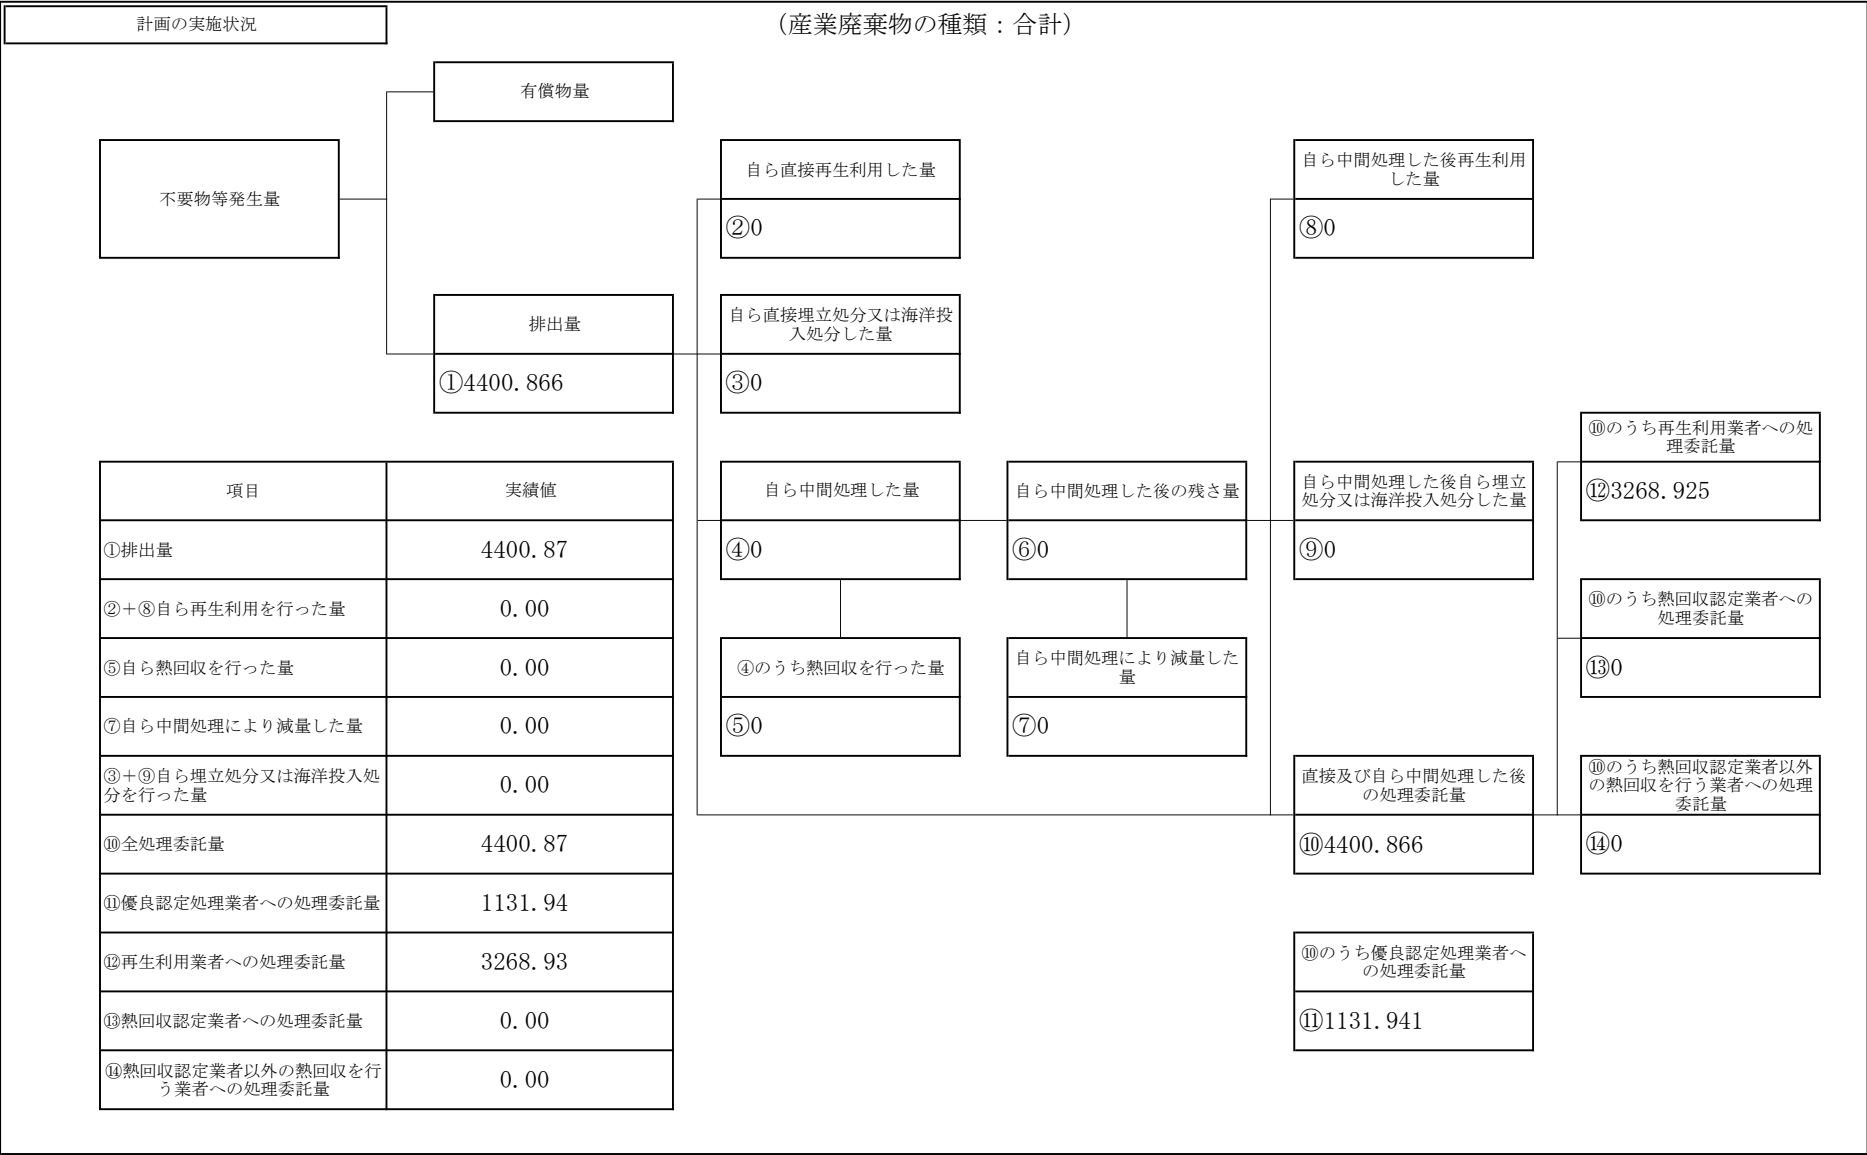 計画の実施状況
（産業廃棄物の種類：合計）
有償物量
不要物等発生量
自ら直接再生利用した量
②0
自ら中間処理した後再生利用
した量
⑧0
排出量
①4400.866
自ら直接埋立処分又は海洋投
入処分した量
③0
⑩のうち再生利用業者への処
理委託量
⑫3268.925
自ら中間処理した量
④0
自ら中間処理した後の残さ量
⑥0
自ら中間処理した後自ら埋立
処分又は海洋投入処分した量
⑨0
⑩のうち熱回収認定業者への
処理委託量
⑬0
④のうち熱回収を行った量
⑤0
自ら中間処理により減量した
量
⑦0
直接及び自ら中間処理した後
の処理委託量
⑩4400.866
⑩のうち熱回収認定業者以外
の熱回収を行う業者への処理
委託量
⑭0
⑩のうち優良認定処理業者へ
の処理委託量
⑪1131.941
項目 実績値
①排出量 4400.87
②＋⑧自ら再生利用を行った量 0.00
⑤自ら熱回収を行った量 0.00
⑦自ら中間処理により減量した量 0.00
③＋⑨自ら埋立処分又は海洋投入処
分を行った量 0.00
⑩全処理委託量 4400.87
⑪優良認定処理業者への処理委託量 1131.94
⑫再生利用業者への処理委託量 3268.93
⑬熱回収認定業者への処理委託量 0.00
⑭熱回収認定業者以外の熱回収を行
う業者への処理委託量 0.00